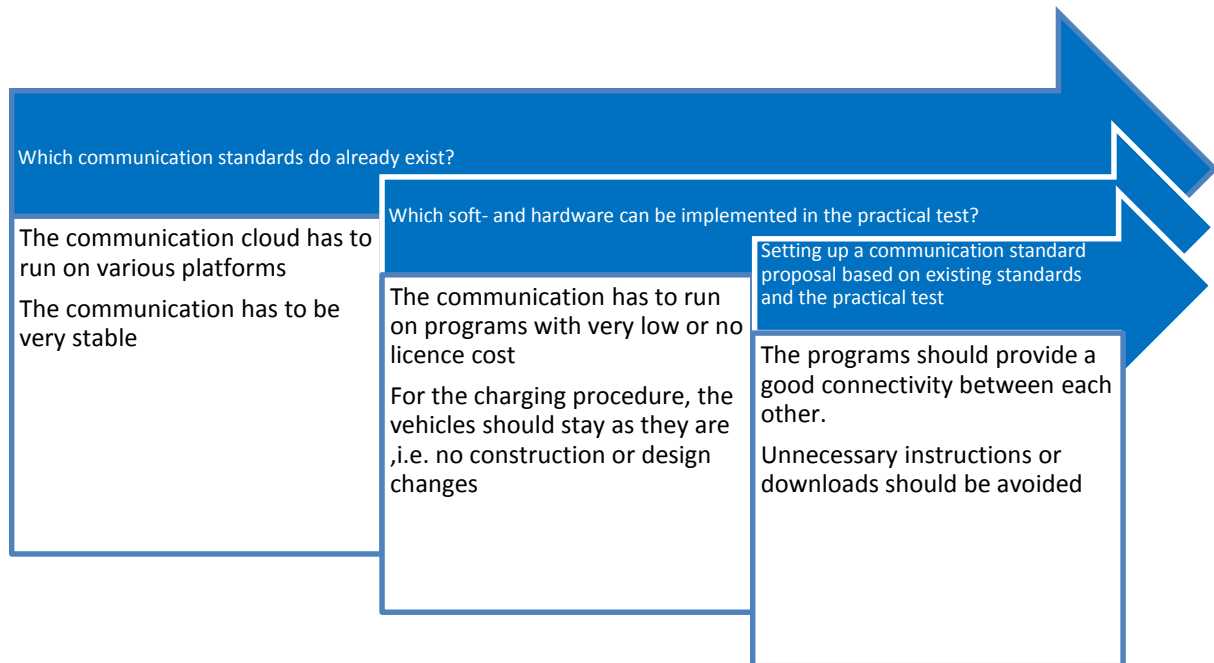 Which communication standards do already exist?
The communication cloud has to
run on various platforms
The communication has to be
very stable
Which soft- and hardware can be implemented in the practical test?
The communication has to run
on programs with very low or no
licence cost
For the charging procedure, the
vehicles should stay as they are
,i.e. no construction or design
changes
Setting up a communication standard
proposal based on existing standards
and the practical test
The programs should provide a
good connectivity between each
other.
Unnecessary instructions or
downloads should be avoided